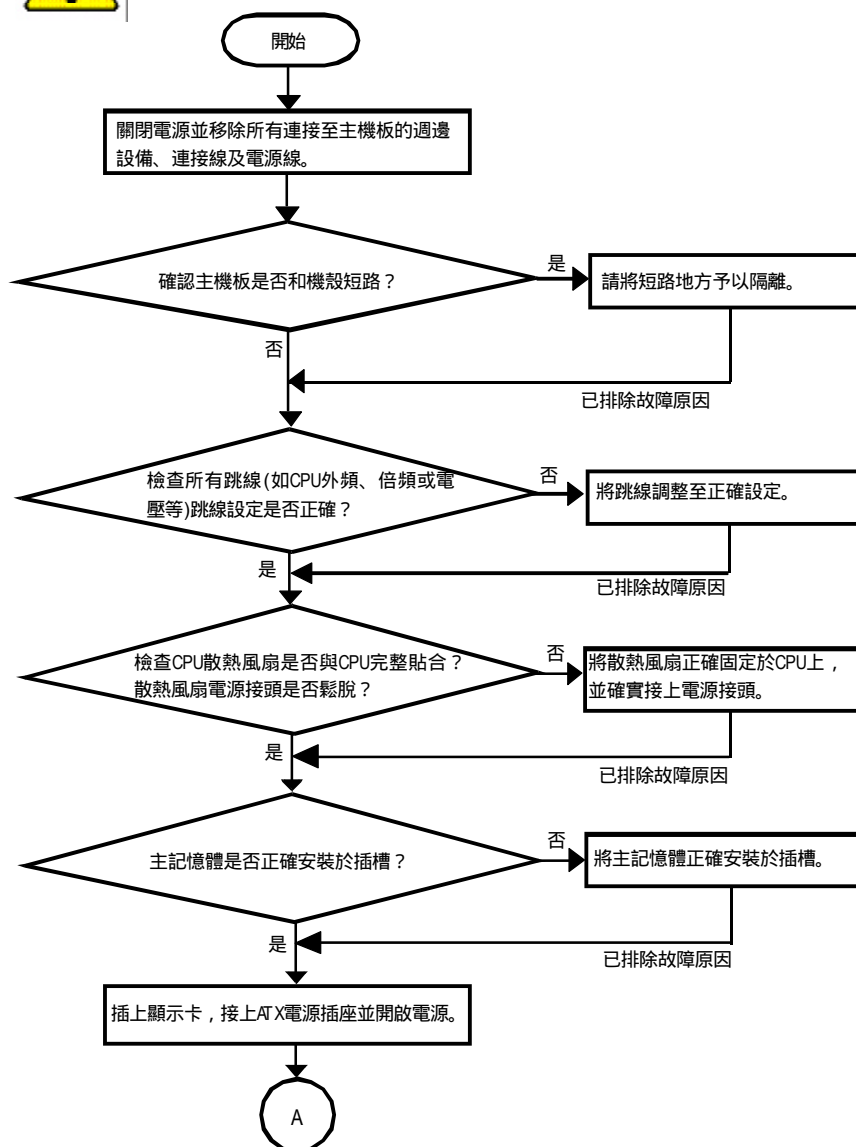 開始
關閉電源並移除所有連接至主機板的週邊
設備、連接線及電源線。
確認主機板是否和機殼短路？
是
請將短路地方予以隔離。
否
已排除故障原因
檢查所有跳線(如CPU外頻、倍頻或電
壓等)跳線設定是否正確？
否
將跳線調整至正確設定。
是
已排除故障原因
檢查CPU散熱風扇是否與CPU完整貼合？
散熱風扇電源接頭是否鬆脫？
否
將散熱風扇正確固定於CPU上，
並確實接上電源接頭。
是
已排除故障原因
主記憶體是否正確安裝於插槽？
否
將主記憶體正確安裝於插槽。
是
已排除故障原因
插上顯示卡，接上ATX電源插座並開啟電源。
A